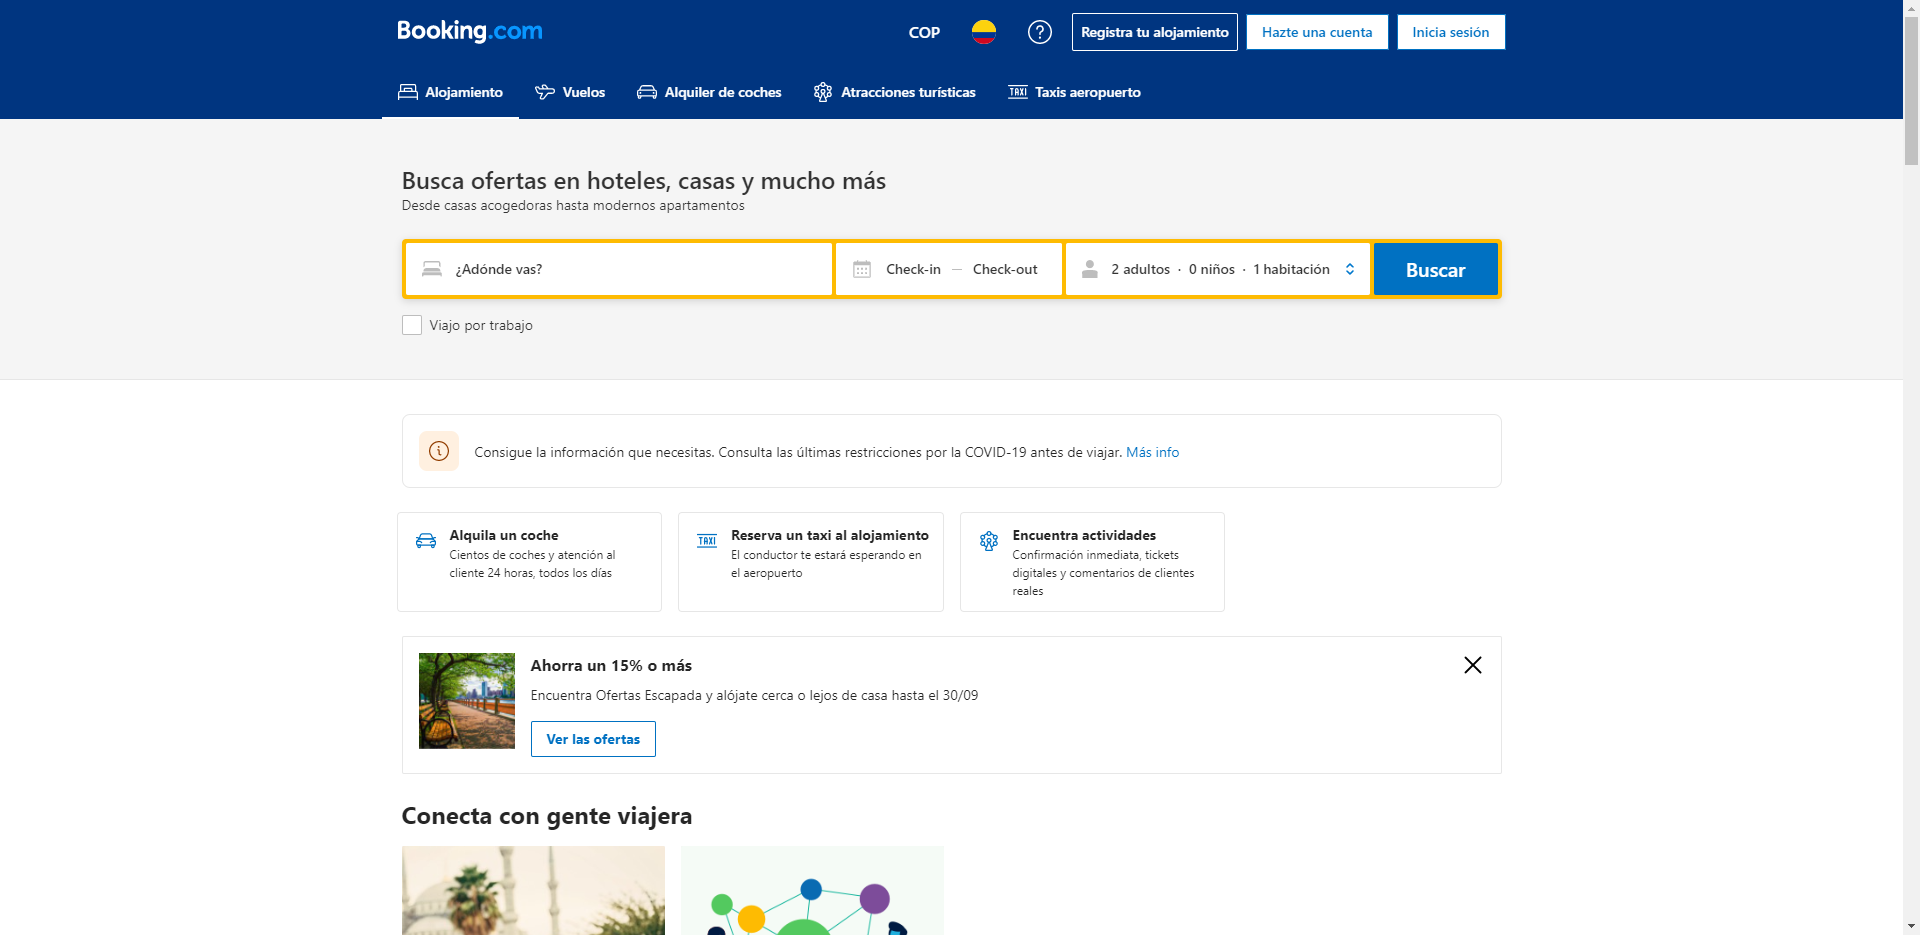 Booking.com
COP
Registra tu alojamiento
Hazte una cuenta
Inicia sesión
Alojamiento
Vuelos
Alquiler de coches
Atracciones turísticas
TAXI
Taxis aeropuerto
Busca ofertas en hoteles, casas y mucho más
Desde casas acogedoras hasta modernos apartamentos
¿Adónde vas?
Check-in — Check-out
2 adultos · 0 niños · 1 habitación
Buscar
Viajo por trabajo
Consigue la información que necesitas. Consulta las últimas restricciones por la COVID-19 antes de viajar. Más info
Alquila un coche
Cientos de coches y atención al
cliente 24 horas, todos los días
TAXI
Reserva un taxi al alojamiento
El conductor te estará esperando en
el aeropuerto
Encuentra actividades
Confirmación inmediata, tickets
digitales y comentarios de clientes
reales
Ahorra un 15% o más
Encuentra Ofertas Escapada y alójate cerca o lejos de casa hasta el 30/09
Ver las ofertas
Conecta con gente viajera